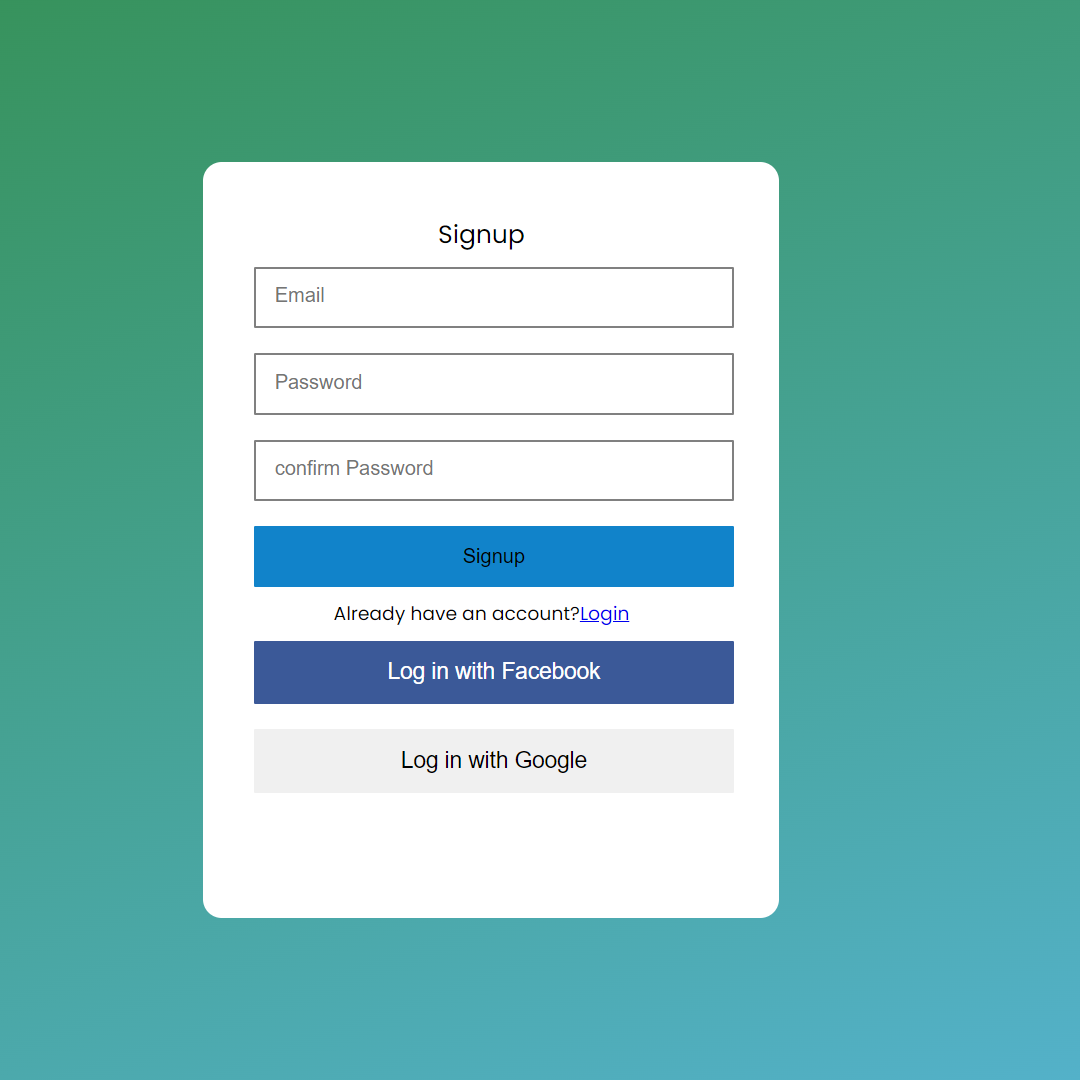 Signup
Email
Password
confirm Password
Signup
Already have an account?Login
Log in with Facebook
Log in with Google